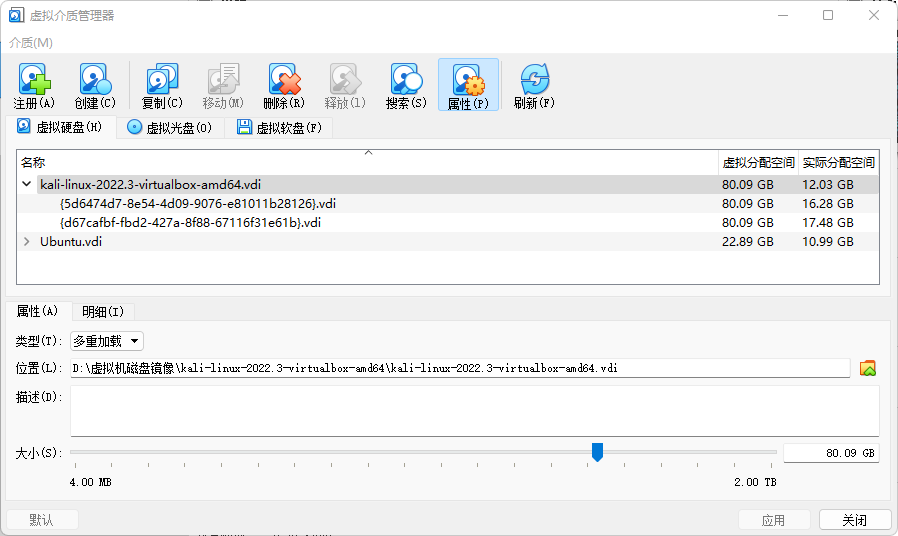 虚拟介质管理器
介质(M)
注册(A) 创建(C) 复制(C) 移动(M) 删除(R) 释放(l) 搜索(S) 属性(P) 刷新(F)
虚拟硬盘(H) 虚拟光盘(O) 虚拟软盘(F)
名称 虚拟分配空间 实际分配空间
kali-linux-2022.3-virtualbox-amd64.vdi 80.09 GB 12.03 GB
{5d6474d7-8e54-4d09-9076-e81011b28126}.vdi 80.09 GB 16.28 GB
{d67cafbf-fbd2-427a-8f88-67116f31e61b}.vdi 80.09 GB 17.48 GB
Ubuntu.vdi 22.89 GB 10.99 GB
属性(A) 明细(I)
类型(T): 多重加载
位置(L): D:\虚拟机磁盘镜像\kali-linux-2022.3-virtualbox-amd64\kali-linux-2022.3-virtualbox-amd64.vdi
描述(D):
大小(S): 80.09 GB
4.00 MB 2.00 TB
默认 应用 关闭